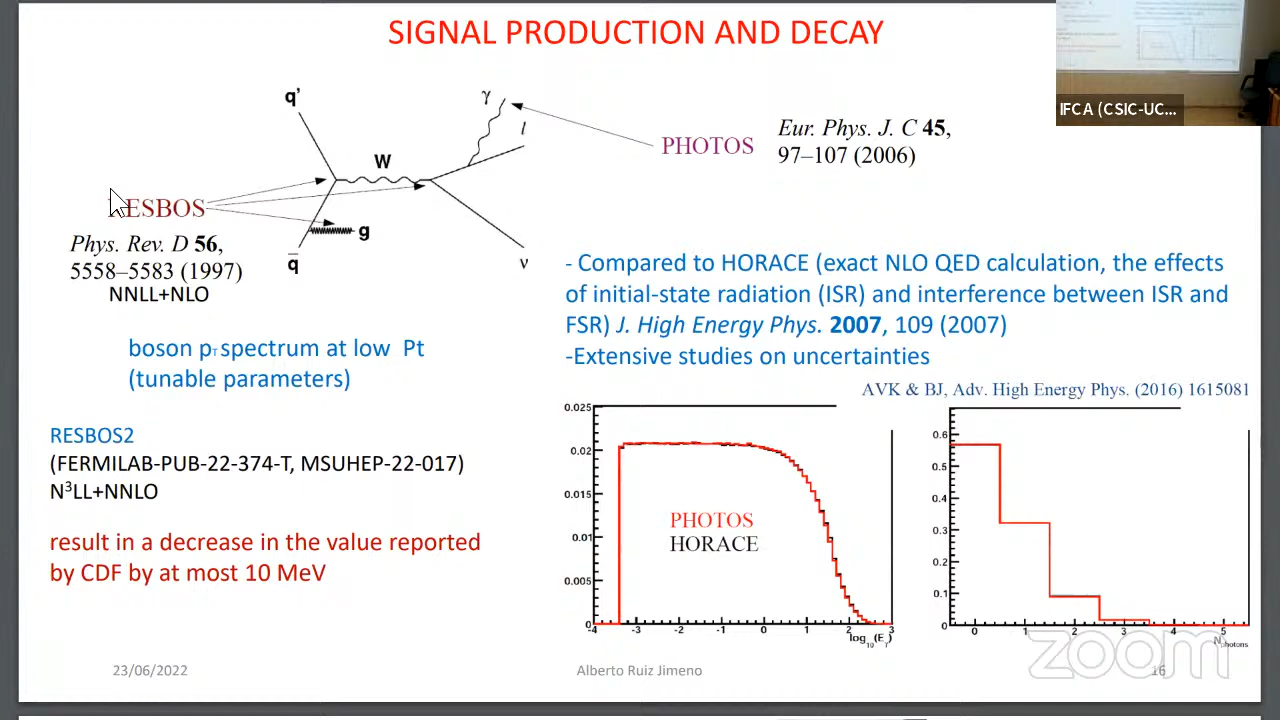 SIGNAL PRODUCTION AND DECAY
IFCA (CSIC-UC...
q'
γ
l
W
g
q̅
ν
PHOTOS
Eur. Phys. J. C 45,
97–107 (2006)
RESBOS
Phys. Rev. D 56,
5558–5583 (1997)
NNLL+NLO
boson pT spectrum at low Pt
(tunable parameters)
RESBOS2
(FERMILAB-PUB-22-374-T, MSUHEP-22-017)
N³LL+NNLO
result in a decrease in the value reported
by CDF by at most 10 MeV
- Compared to HORACE (exact NLO QED calculation, the effects
of initial-state radiation (ISR) and interference between ISR and
FSR) J. High Energy Phys. 2007, 109 (2007)
-Extensive studies on uncertainties
AVK & BJ, Adv. High Energy Phys. (2016) 1615081
0.025
0.02
0.015
0.01
0.005
0
-4 -3 -2 -1 0 1 2 3
log10(Eγ)
PHOTOS
HORACE
0.6
0.5
0.4
0.3
0.2
0.1
0
0 1 2 3 4 5
Nphotons
zoom
23/06/2022
Alberto Ruiz Jimeno
16